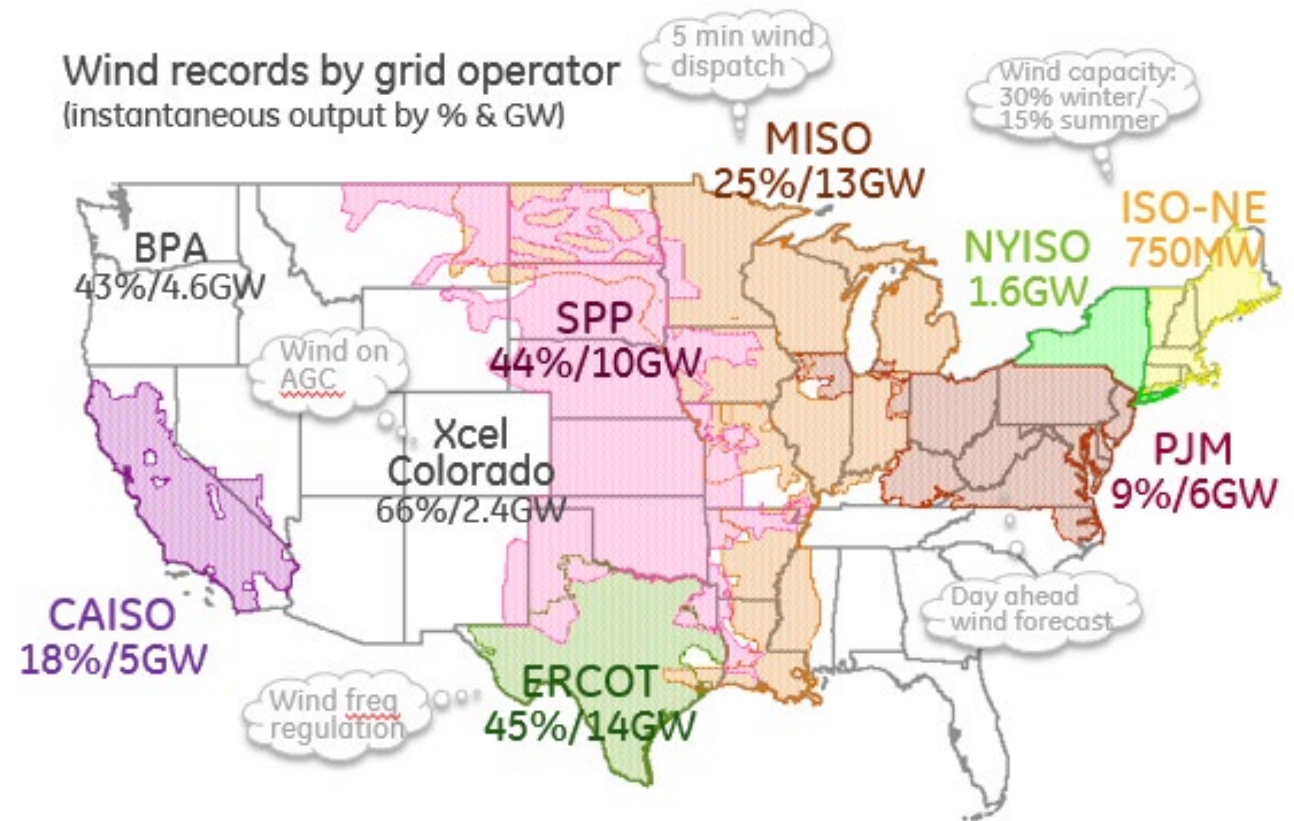 Wind records by grid operator
(instantaneous output by % & GW)
5 min wind
dispatch
Wind capacity:
30% winter/
15% summer
MISO
25%/13GW
ISO-NE
750MW
NYISO
1.6GW
BPA
43%/4.6GW
SPP
44%/10GW
Wind on
AGC
Xcel
Colorado
66%/2.4GW
PJM
9%/6GW
CAISO
18%/5GW
Day ahead
wind forecast
ERCOT
45%/14GW
Wind freq
regulation